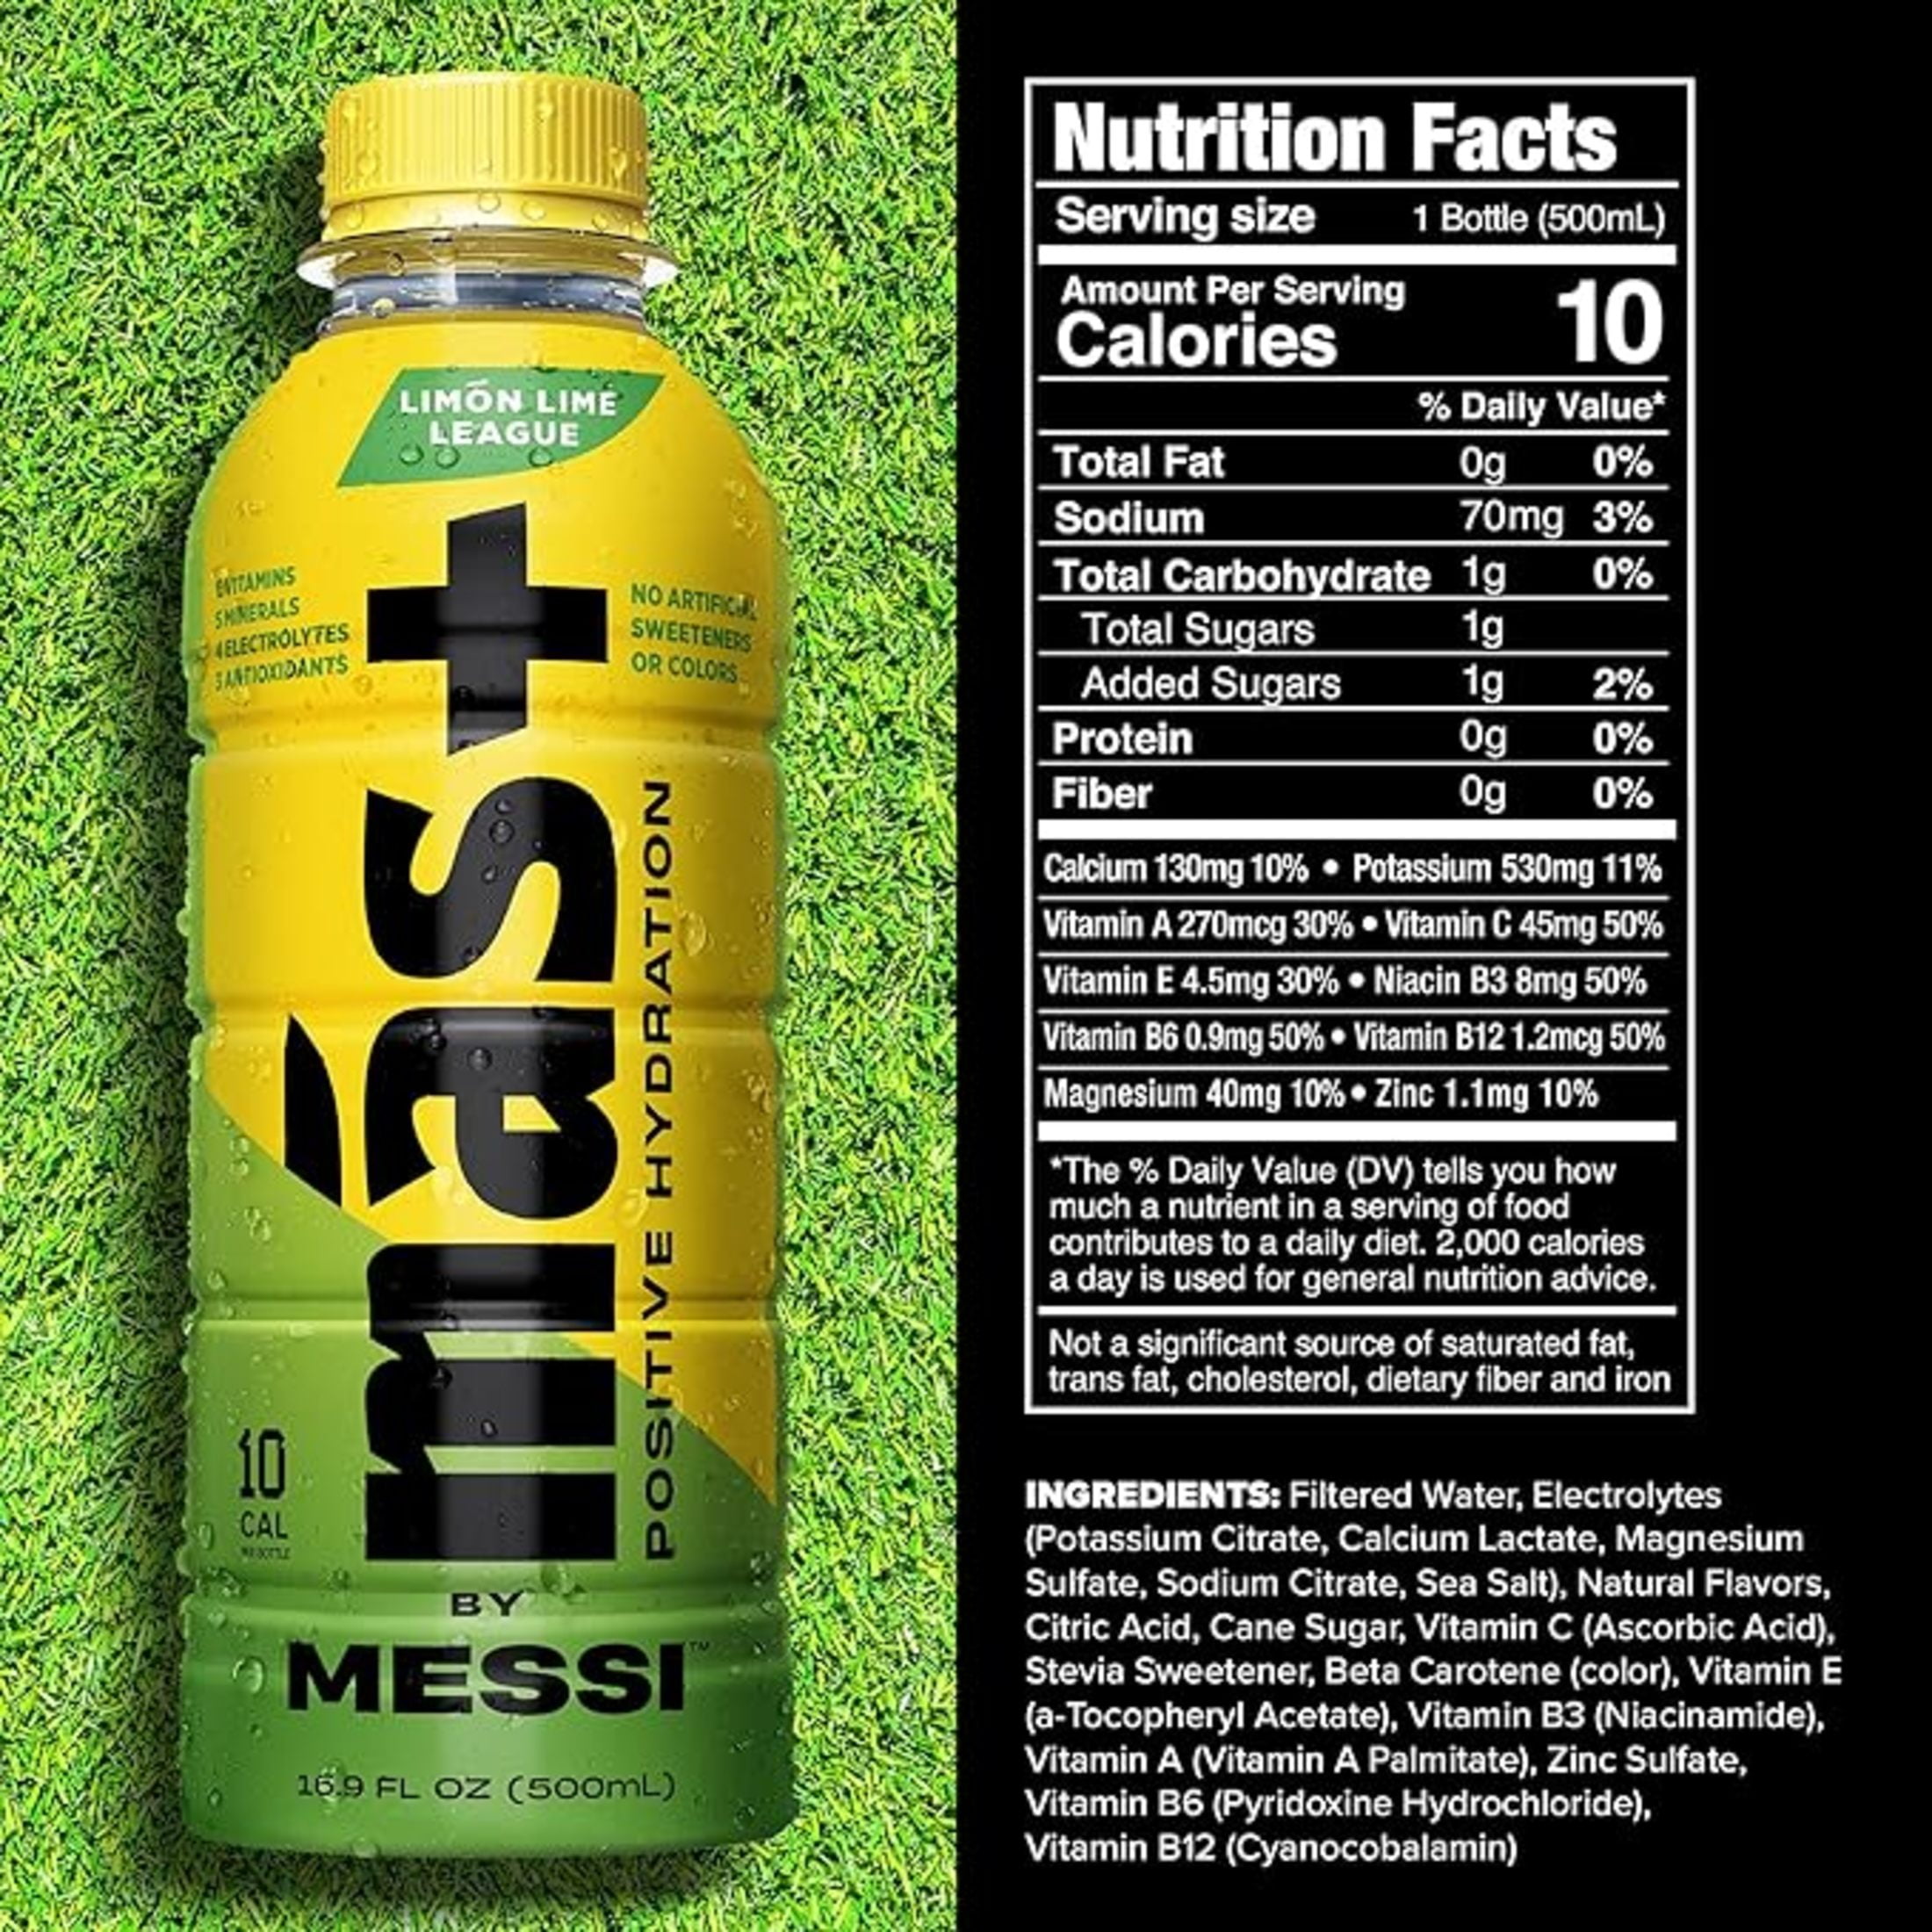 LIMÓN LIME
LEAGUE
6 VITAMINS
5 MINERALS
4 ELECTROLYTES
3 ANTIOXIDANTS
NO ARTIFICIAL
SWEETENERS
OR COLORS
más+
POSITIVE HYDRATION
10
CAL
PER BOTTLE
BY
MESSI™
16.9 FL OZ (500mL)
Nutrition Facts
Serving size 1 Bottle (500mL)
Amount Per Serving
Calories 10
% Daily Value*
Total Fat 0g 0%
Sodium 70mg 3%
Total Carbohydrate 1g 0%
Total Sugars 1g
Added Sugars 1g 2%
Protein 0g 0%
Fiber 0g 0%
Calcium 130mg 10% • Potassium 530mg 11%
Vitamin A 270mcg 30% • Vitamin C 45mg 50%
Vitamin E 4.5mg 30% • Niacin B3 8mg 50%
Vitamin B6 0.9mg 50% • Vitamin B12 1.2mcg 50%
Magnesium 40mg 10% • Zinc 1.1mg 10%
*The % Daily Value (DV) tells you how
much a nutrient in a serving of food
contributes to a daily diet. 2,000 calories
a day is used for general nutrition advice.
Not a significant source of saturated fat,
trans fat, cholesterol, dietary fiber and iron
INGREDIENTS: Filtered Water, Electrolytes
(Potassium Citrate, Calcium Lactate, Magnesium
Sulfate, Sodium Citrate, Sea Salt), Natural Flavors,
Citric Acid, Cane Sugar, Vitamin C (Ascorbic Acid),
Stevia Sweetener, Beta Carotene (color), Vitamin E
(a-Tocopheryl Acetate), Vitamin B3 (Niacinamide),
Vitamin A (Vitamin A Palmitate), Zinc Sulfate,
Vitamin B6 (Pyridoxine Hydrochloride),
Vitamin B12 (Cyanocobalamin)